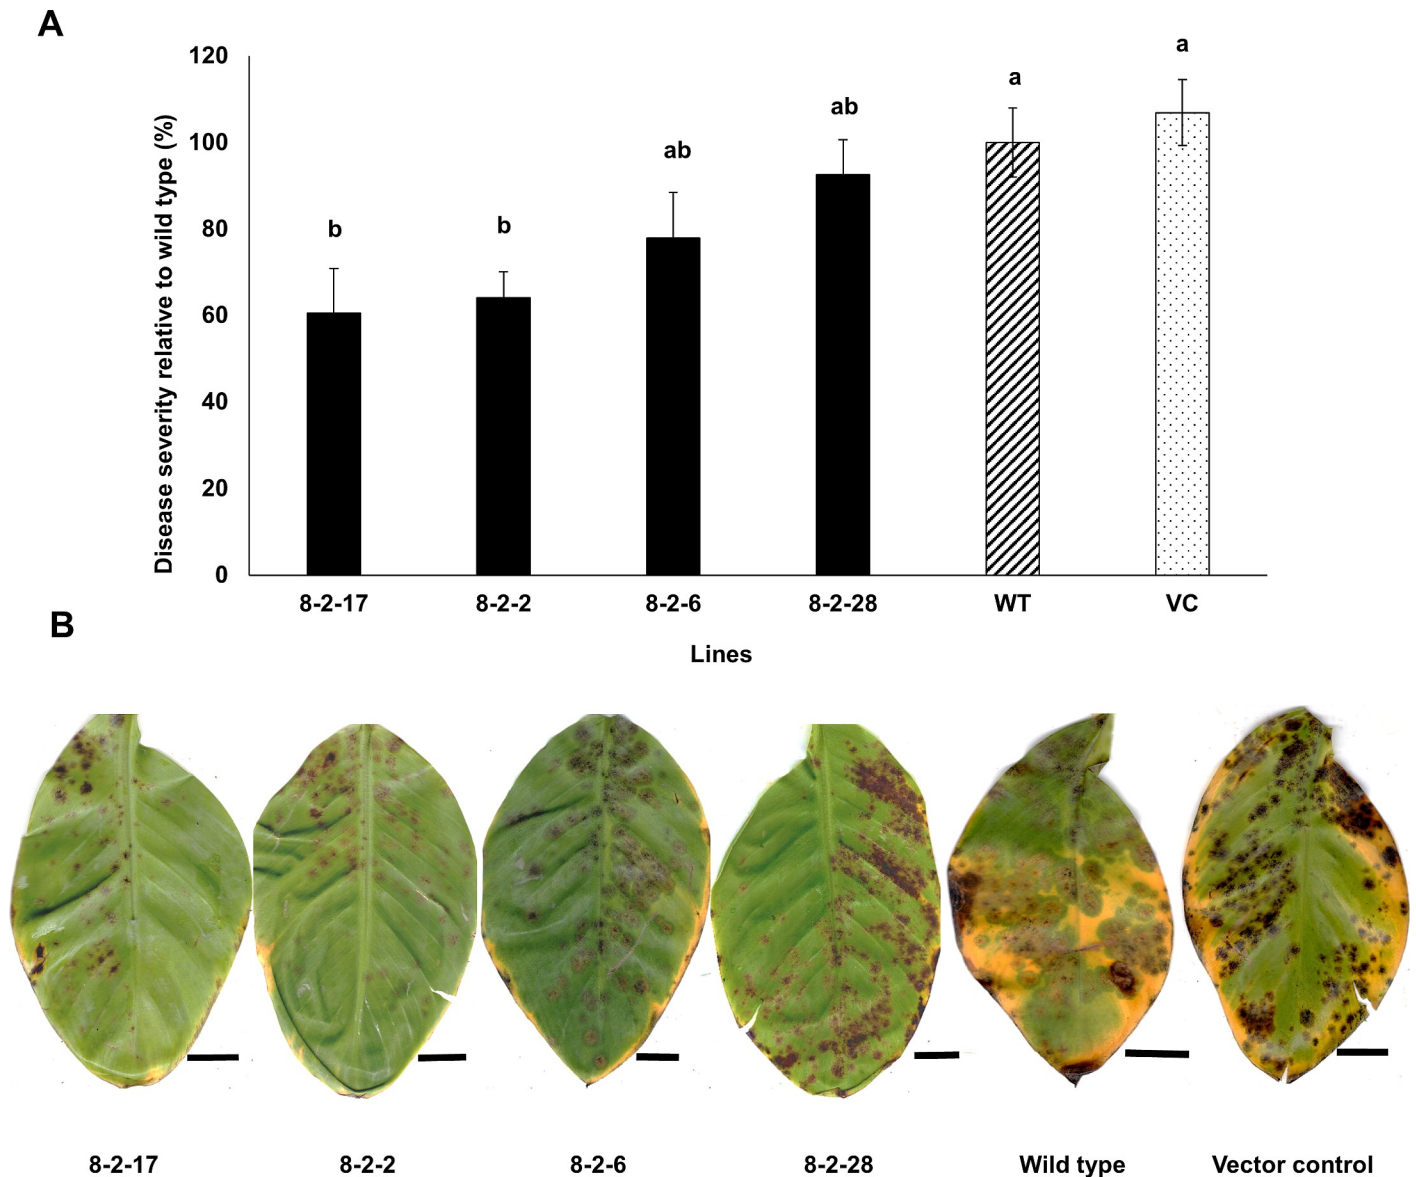 A
Disease severity relative to wild type (%)
120
100
80
60
40
20
0
b
b
ab
ab
a
a
8-2-17 8-2-2 8-2-6 8-2-28 WT VC
Lines
B
8-2-17 8-2-2 8-2-6 8-2-28 Wild type Vector control